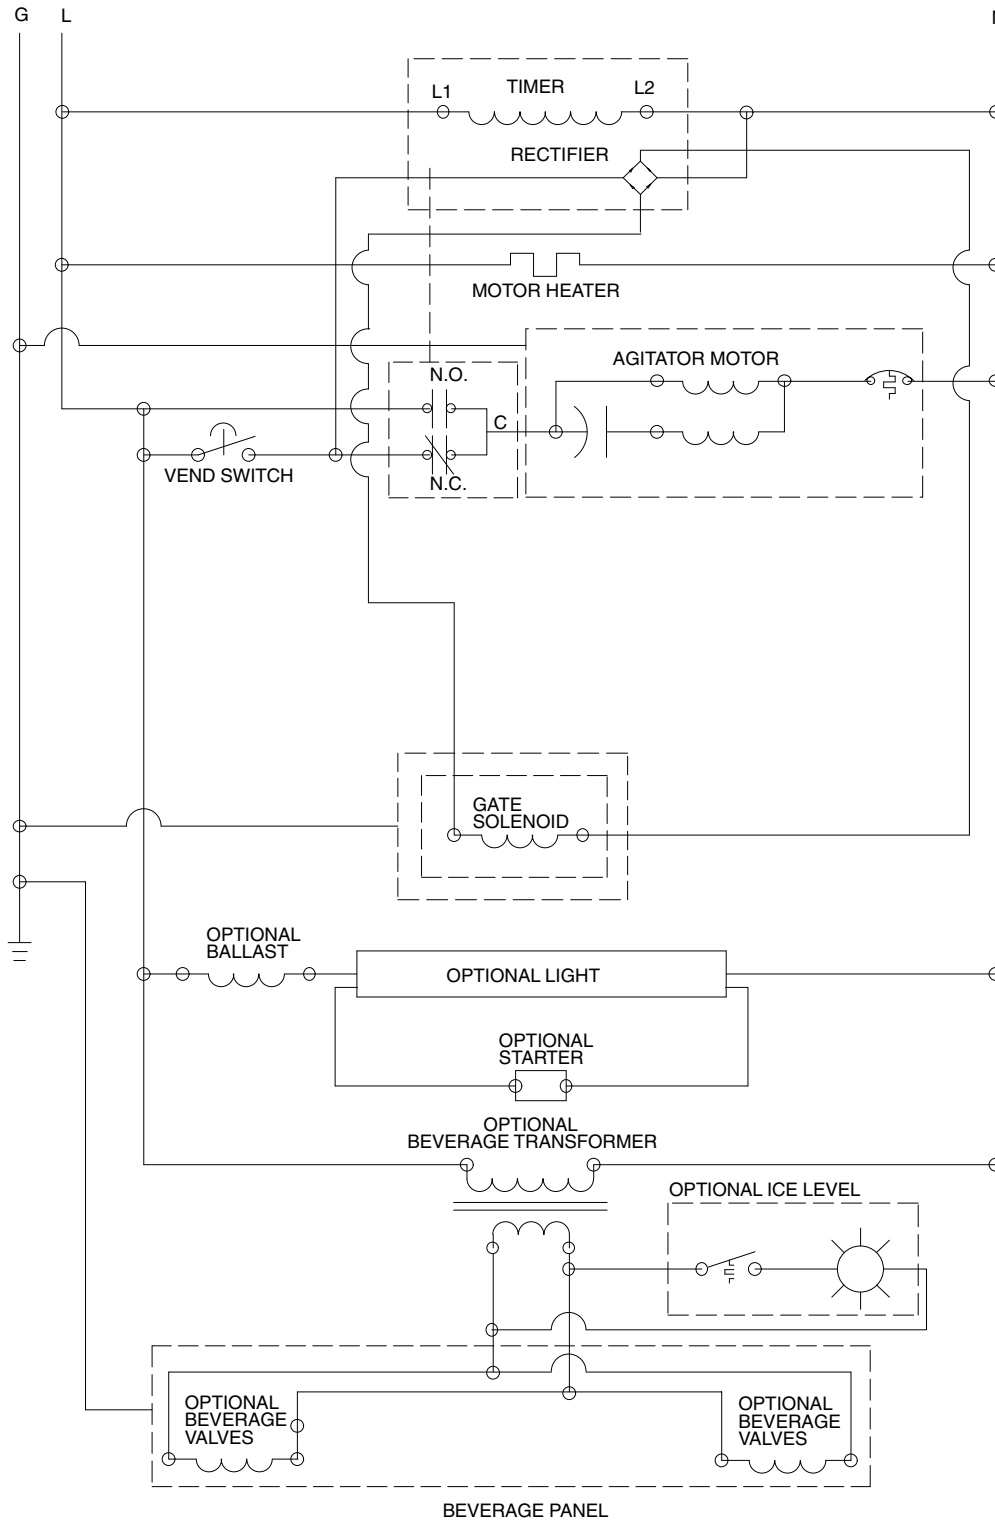 G
L
TIMER
L1
L2
RECTIFIER
MOTOR HEATER
AGITATOR MOTOR
N.O.
C
VEND SWITCH
N.C.
GATE
SOLENOID
OPTIONAL
BALLAST
OPTIONAL LIGHT
OPTIONAL
STARTER
OPTIONAL
BEVERAGE TRANSFORMER
OPTIONAL ICE LEVEL
OPTIONAL
BEVERAGE
VALVES
OPTIONAL
BEVERAGE
VALVES
BEVERAGE PANEL